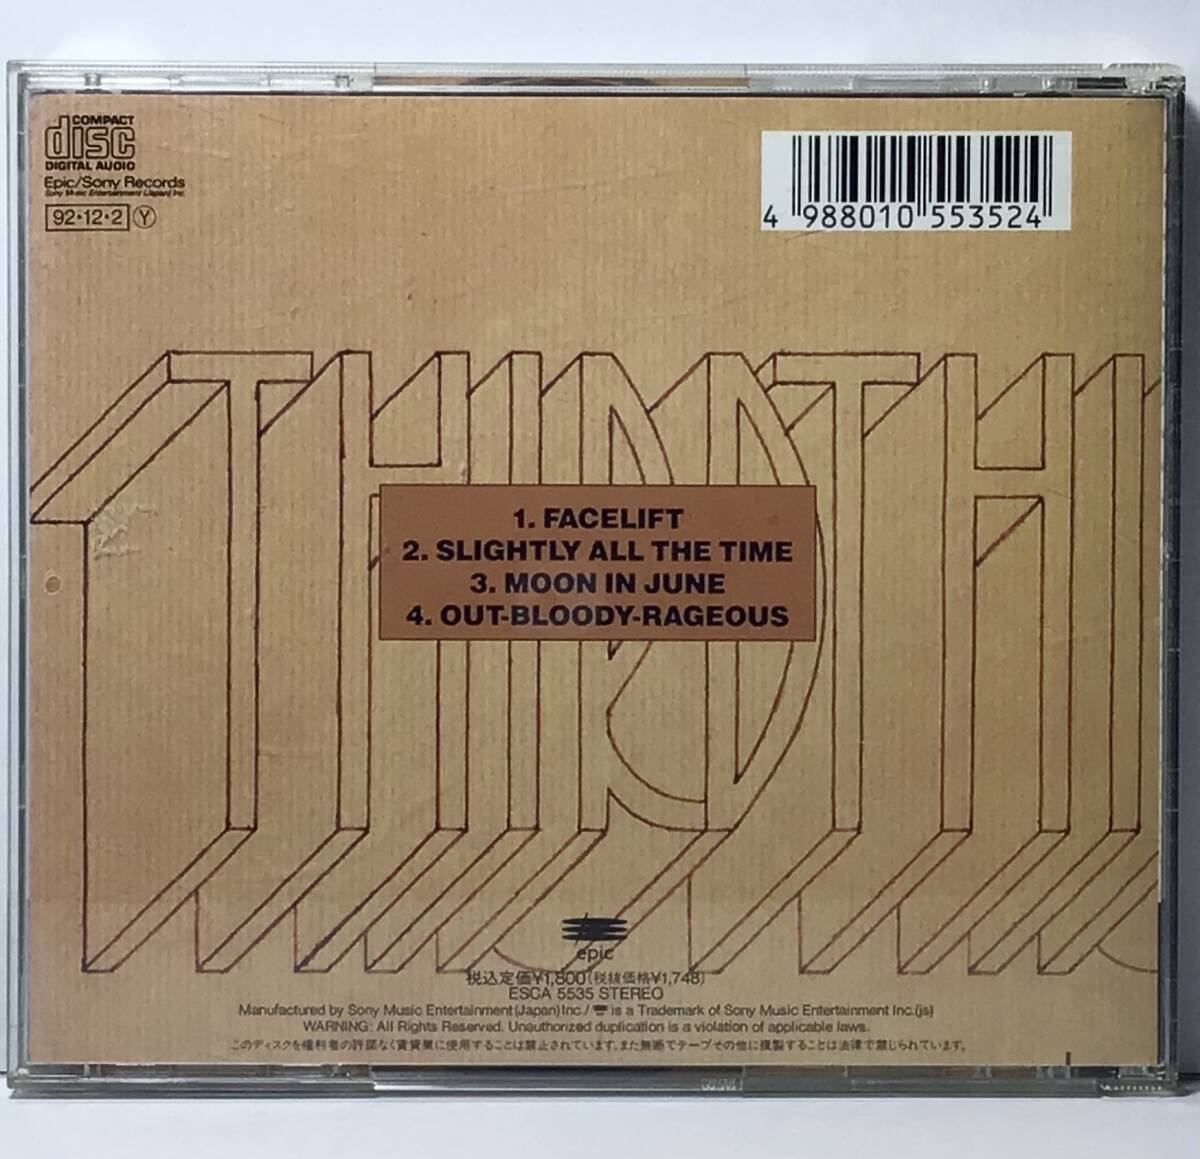 COMPACT
disc
DIGITAL AUDIO
Epic/Sony Records
Sony Music Entertainment (Japan) Inc.
92・12・2 Y
4 988010 553524
THIRDTHI
1. FACELIFT
2. SLIGHTLY ALL THE TIME
3. MOON IN JUNE
4. OUT-BLOODY-RAGEOUS
epic
税込定価¥1,800(税抜価格¥1,748)
ESCA 5535 STEREO
Manufactured by Sony Music Entertainment(Japan)Inc./ is a Trademark of Sony Music Entertainment Inc.(js)
WARNING: All Rights Reserved. Unauthorized duplication is a violation of applicable laws.
このディスクを権利者の許諾なく賃貸業に使用することは禁止されています。また無断でテープその他に複製することは法律で禁じられています。